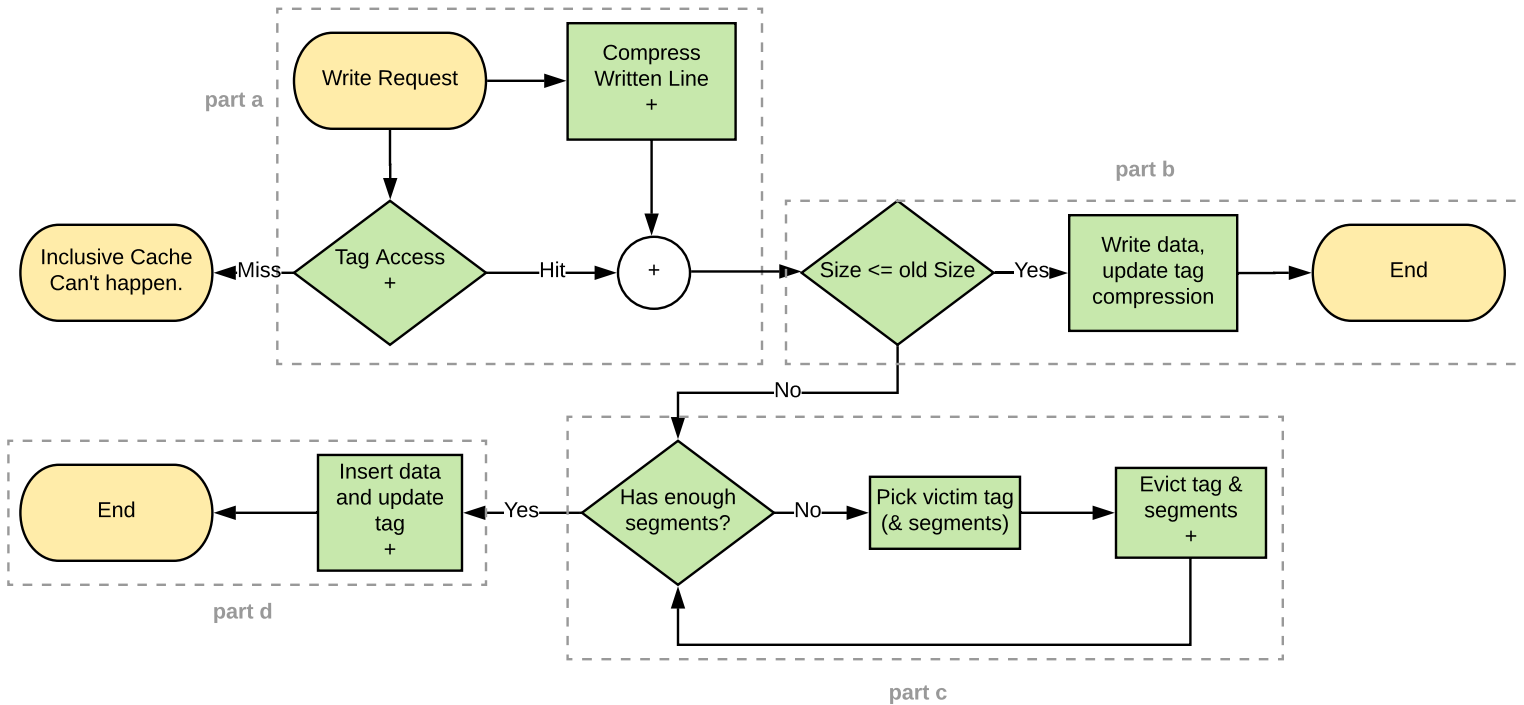 Write Request
Compress
Written Line
+
part a
part b
Inclusive Cache
Can't happen.
Miss
Tag Access
+
Hit
+
Size <= old Size
Yes
Write data,
update tag
compression
End
No
End
Insert data
and update
tag
+
Yes
Has enough
segments?
No
Pick victim tag
(& segments)
Evict tag &
segments
+
part d
part c